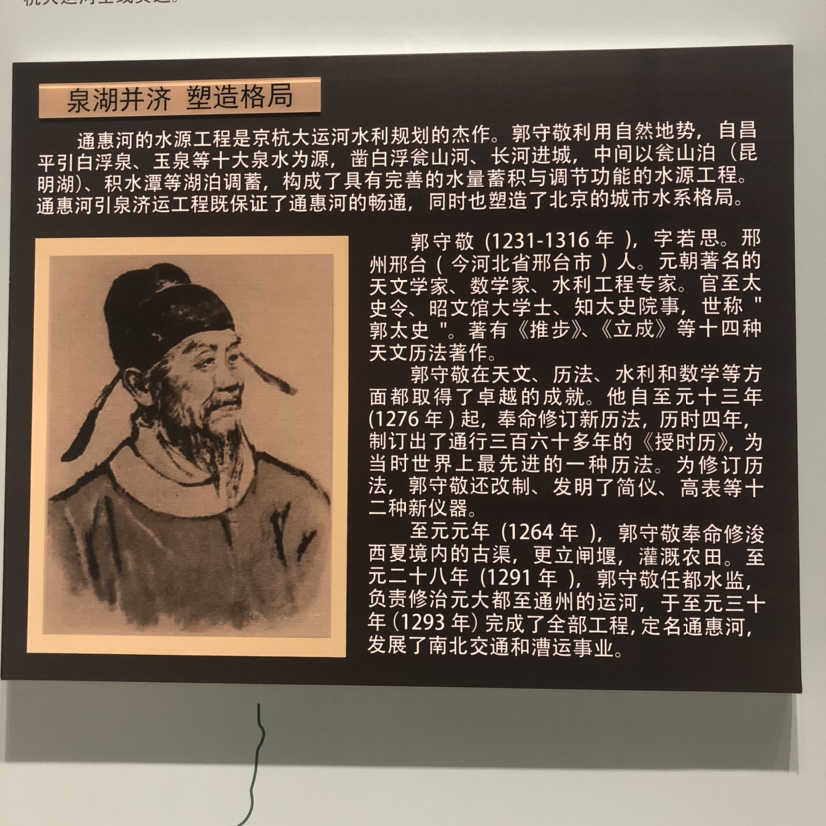 泉湖并济 塑造格局
通惠河的水源工程是京杭大运河水利规划的杰作。郭守敬利用自然地势，自昌
平引白浮泉、玉泉等十大泉水为源，凿白浮瓮山河、长河进城，中间以瓮山泊（昆
明湖）、积水潭等湖泊调蓄，构成了具有完善的水量蓄积与调节功能的水源工程。
通惠河引泉济运工程既保证了通惠河的畅通，同时也塑造了北京的城市水系格局。
郭守敬（1231-1316 年），字若思。邢
州邢台（今河北省邢台市）人。元朝著名的
天文学家、数学家、水利工程专家。官至太
史令、昭文馆大学士、知太史院事，世称 "
郭太史 "。著有《推步》、《立成》等十四种
天文历法著作。
郭守敬在天文、历法、水利和数学等方
面都取得了卓越的成就。他自至元十三年
(1276 年 ) 起，奉命修订新历法，历时四年，
制订出了通行三百六十多年的《授时历》，为
当时世界上最先进的一种历法。为修订历
法，郭守敬还改制、发明了简仪、高表等十
二种新仪器。
至元元年（1264 年），郭守敬奉命修浚
西夏境内的古渠，更立闸堰，灌溉农田。至
元二十八年（1291 年），郭守敬任都水监，
负责修治元大都至通州的运河，于至元三十
年（1293 年）完成了全部工程，定名通惠河，
发展了南北交通和漕运事业。